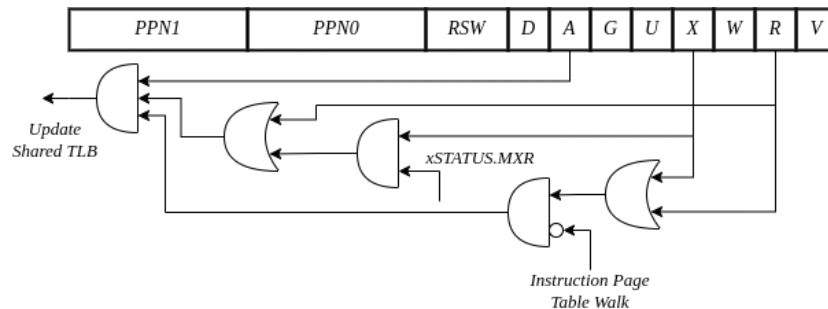 PPN1 PPN0 RSW D A G U X W R V
xSTATUS.MXR
Update
Shared TLB
Instruction Page
Table Walk